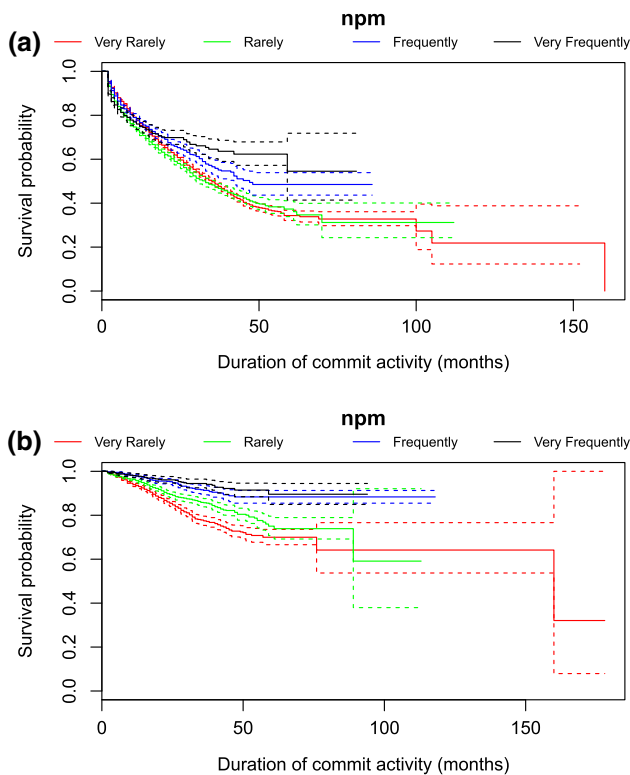 npm
(a)
Very Rarely Rarely Frequently Very Frequently
Survival probability
1.0
0.8
0.6
0.4
0.2
0.0
0 50 100 150
Duration of commit activity (months)
npm
(b)
Very Rarely Rarely Frequently Very Frequently
Survival probability
1.0
0.8
0.6
0.4
0.2
0.0
0 50 100 150
Duration of commit activity (months)